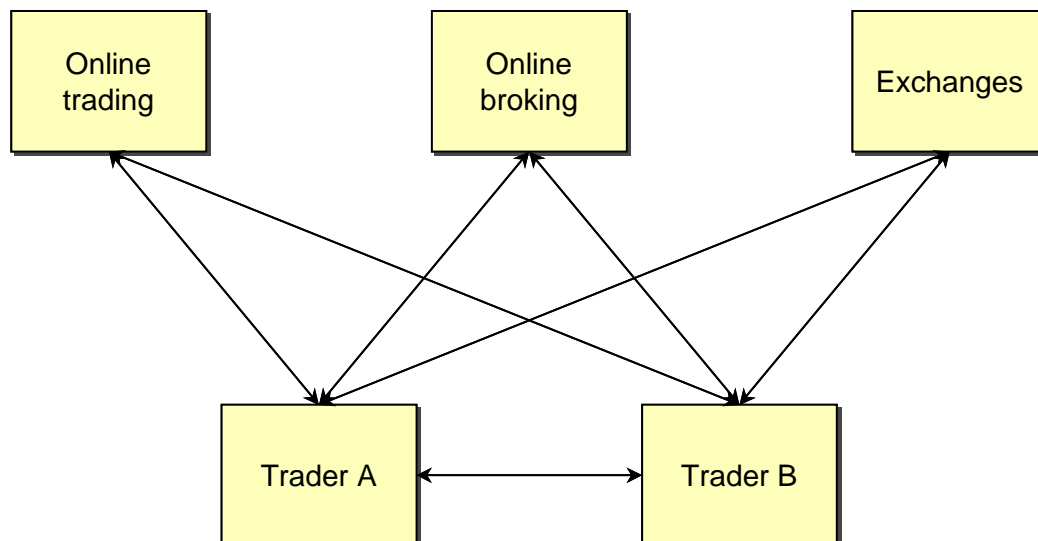 Online
trading
Online
broking
Exchanges
Trader A
Trader B